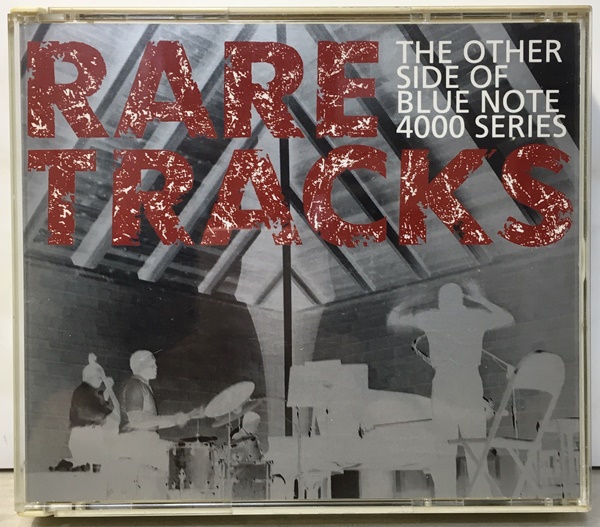 RARE
TRACKS
THE OTHER
SIDE OF
BLUE NOTE
4000 SERIES